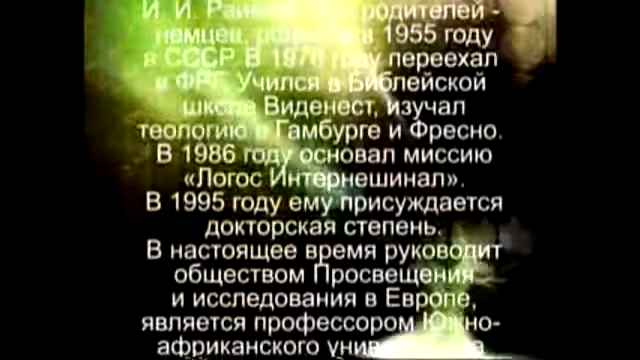 И. И. родителей -
немцев, в 1955 году
в СССР. В году переехал
в ФРГ. Учился в Библейской
школе Виденест, изучал
теологию в Гамбурге и Фресно.
В 1986 году основал миссию
«Логос Интернешинал».
В 1995 году ему присуждается
докторская степень.
В настоящее время руководит
обществом Просвещения
и исследования в Европе,
является профессором Южно-
африканского